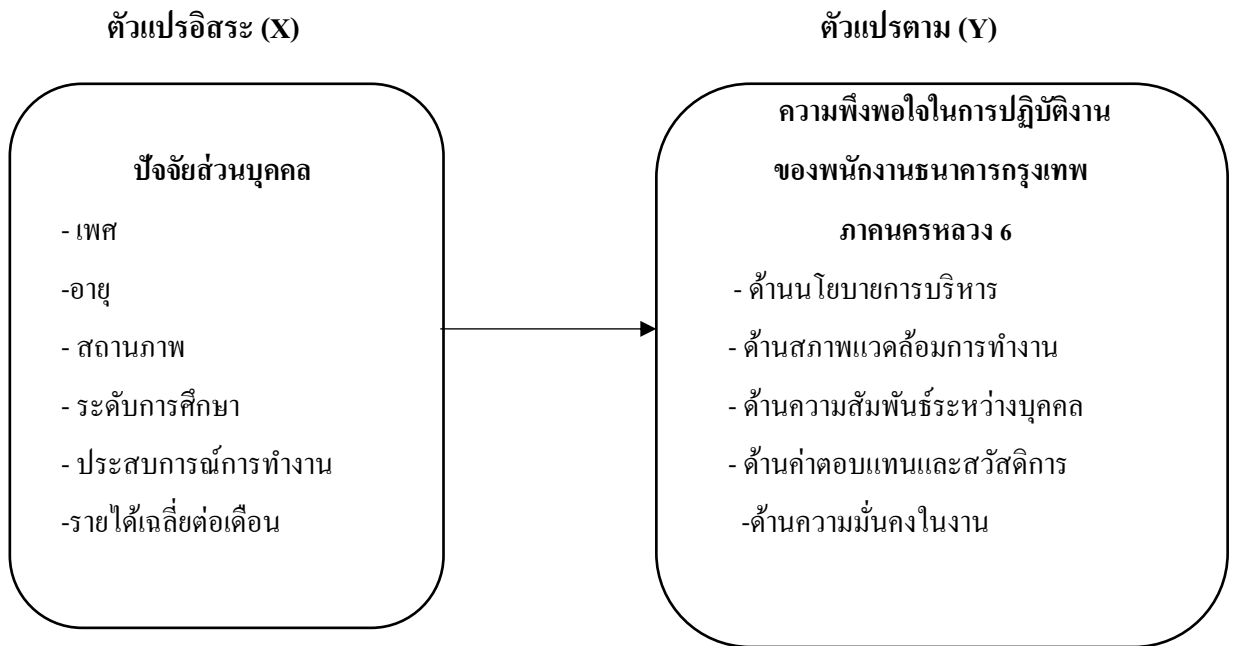 ตัวแปรอิสระ (X)
ตัวแปรตาม (Y)
ปัจจัยส่วนบุคคล
- เพศ
-อายุ
- สถานภาพ
- ระดับการศึกษา
- ประสบการณ์การทำงาน
-รายได้เฉลี่ยต่อเดือน
ความพึงพอใจในการปฏิบัติงาน
ของพนักงานธนาคารกรุงเทพ
ภาคนครหลวง 6
- ด้านนโยบายการบริหาร
- ด้านสภาพแวดล้อมการทำงาน
- ด้านความสัมพันธ์ระหว่างบุคคล
- ด้านค่าตอบแทนและสวัสดิการ
-ด้านความมั่นคงในงาน